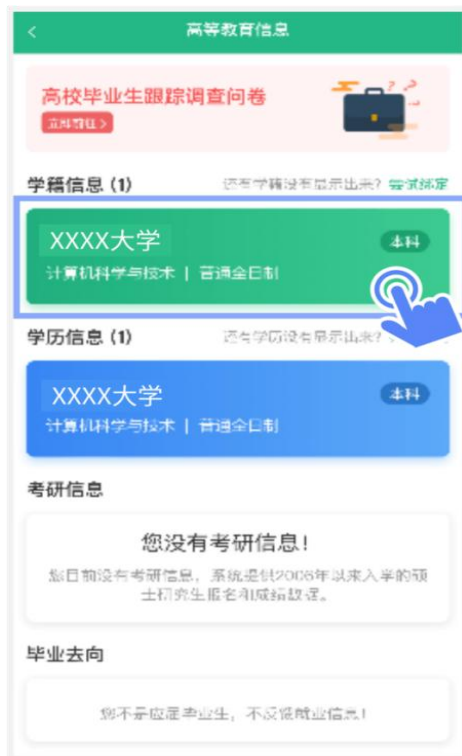 高等教育信息
高校毕业生跟踪调查问卷
立即前往>
学籍信息 (1)
还有学籍没有显示出来? 尝试绑定
XXXX大学
本科
计算机科学与技术 | 普通全日制
学历信息 (1)
还有学历没有显示出来?
XXXX大学
本科
计算机科学与技术 | 普通全日制
考研信息
您没有考研信息!
您目前没有考研信息,系统提供2006年以来入学的硕
士研究生报名和成绩数据。
毕业去向
您不是应届毕业生,不反馈就业信息!